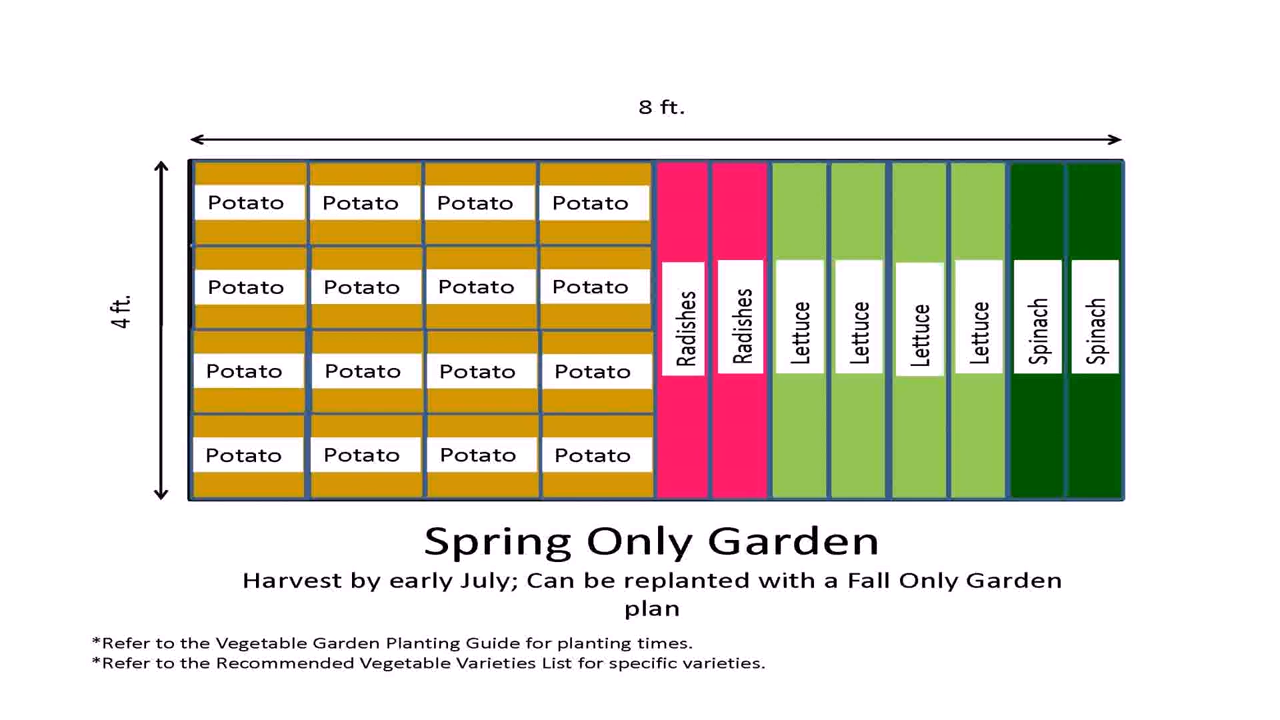 8 ft.
4 ft.
Potato Potato Potato Potato
Potato Potato Potato Potato
Potato Potato Potato Potato
Potato Potato Potato Potato
Radishes
Radishes
Lettuce
Lettuce
Lettuce
Lettuce
Spinach
Spinach
Spring Only Garden
Harvest by early July; Can be replanted with a Fall Only Garden
plan
*Refer to the Vegetable Garden Planting Guide for planting times.
*Refer to the Recommended Vegetable Varieties List for specific varieties.